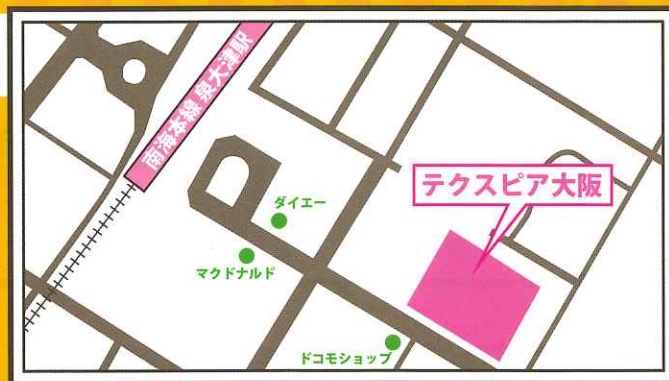 南海本線 泉大津駅
テクスピア大阪
ダイエー
マクドナルド
ドコモショップ